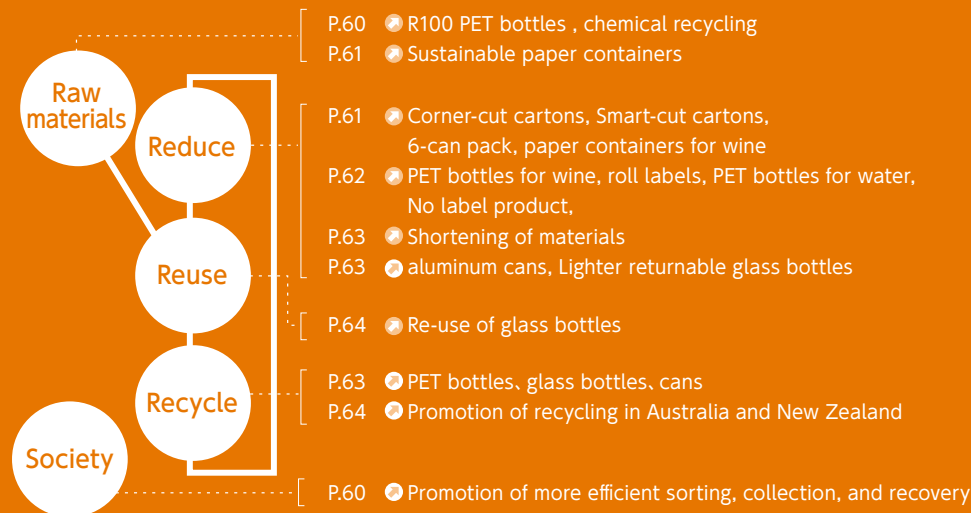 Raw
materials
P.60 R100 PET bottles , chemical recycling
P.61 Sustainable paper containers
Reduce
P.61 Corner-cut cartons, Smart-cut cartons,
6-can pack, paper containers for wine
P.62 PET bottles for wine, roll labels, PET bottles for water,
No label product,
P.63 Shortening of materials
P.63 aluminum cans, Lighter returnable glass bottles
Reuse
P.64 Re-use of glass bottles
Recycle
P.63 PET bottles、glass bottles、cans
P.64 Promotion of recycling in Australia and New Zealand
Society
P.60 Promotion of more efficient sorting, collection, and recovery